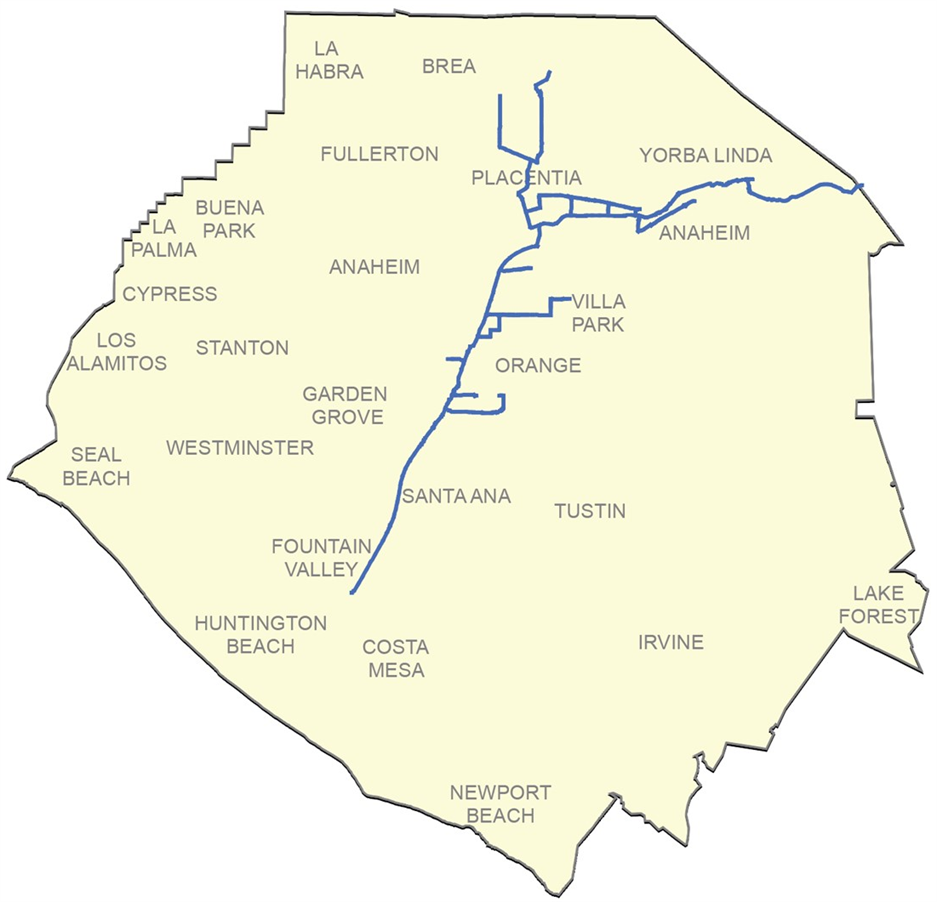 LA
HABRA
BREA
FULLERTON
PLACENTIA
YORBA LINDA
BUENA
PARK
LA
PALMA
ANAHEIM
ANAHEIM
CYPRESS
VILLA
PARK
LOS
ALAMITOS
STANTON
ORANGE
GARDEN
GROVE
WESTMINSTER
SEAL
BEACH
SANTA ANA
TUSTIN
FOUNTAIN
VALLEY
LAKE
FOREST
HUNTINGTON
BEACH
COSTA
MESA
IRVINE
NEWPORT
BEACH